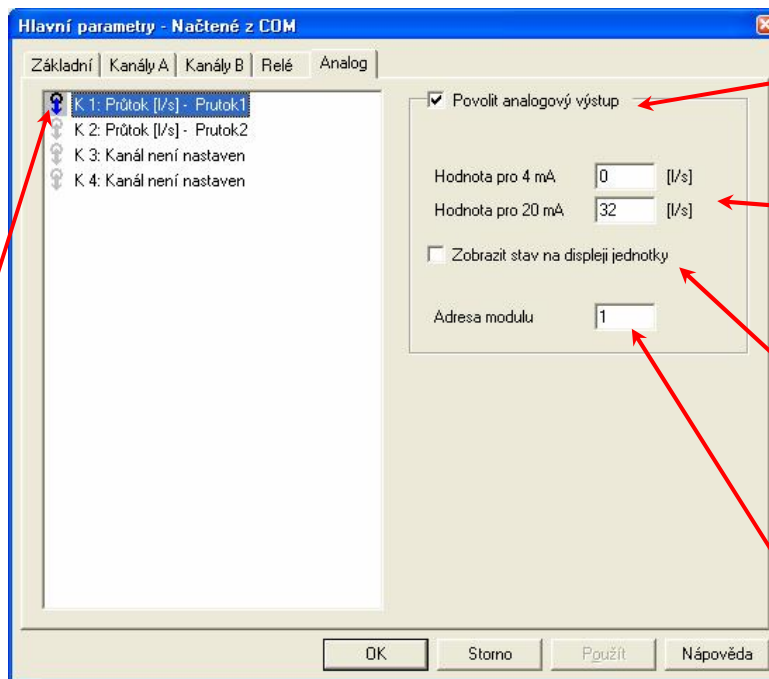 Hlavní parametry - Načtené z COM
Základní Kanály A Kanály B Relé Analog
K 1: Průtok [l/s] - Prutok1
K 2: Průtok [l/s] - Prutok2
K 3: Kanál není nastaven
K 4: Kanál není nastaven
Povolit analogový výstup
Hodnota pro 4 mA 0 [l/s]
Hodnota pro 20 mA 32 [l/s]
Zobrazit stav na displeji jednotky
Adresa modulu 1
OK Storno Použít Nápověda